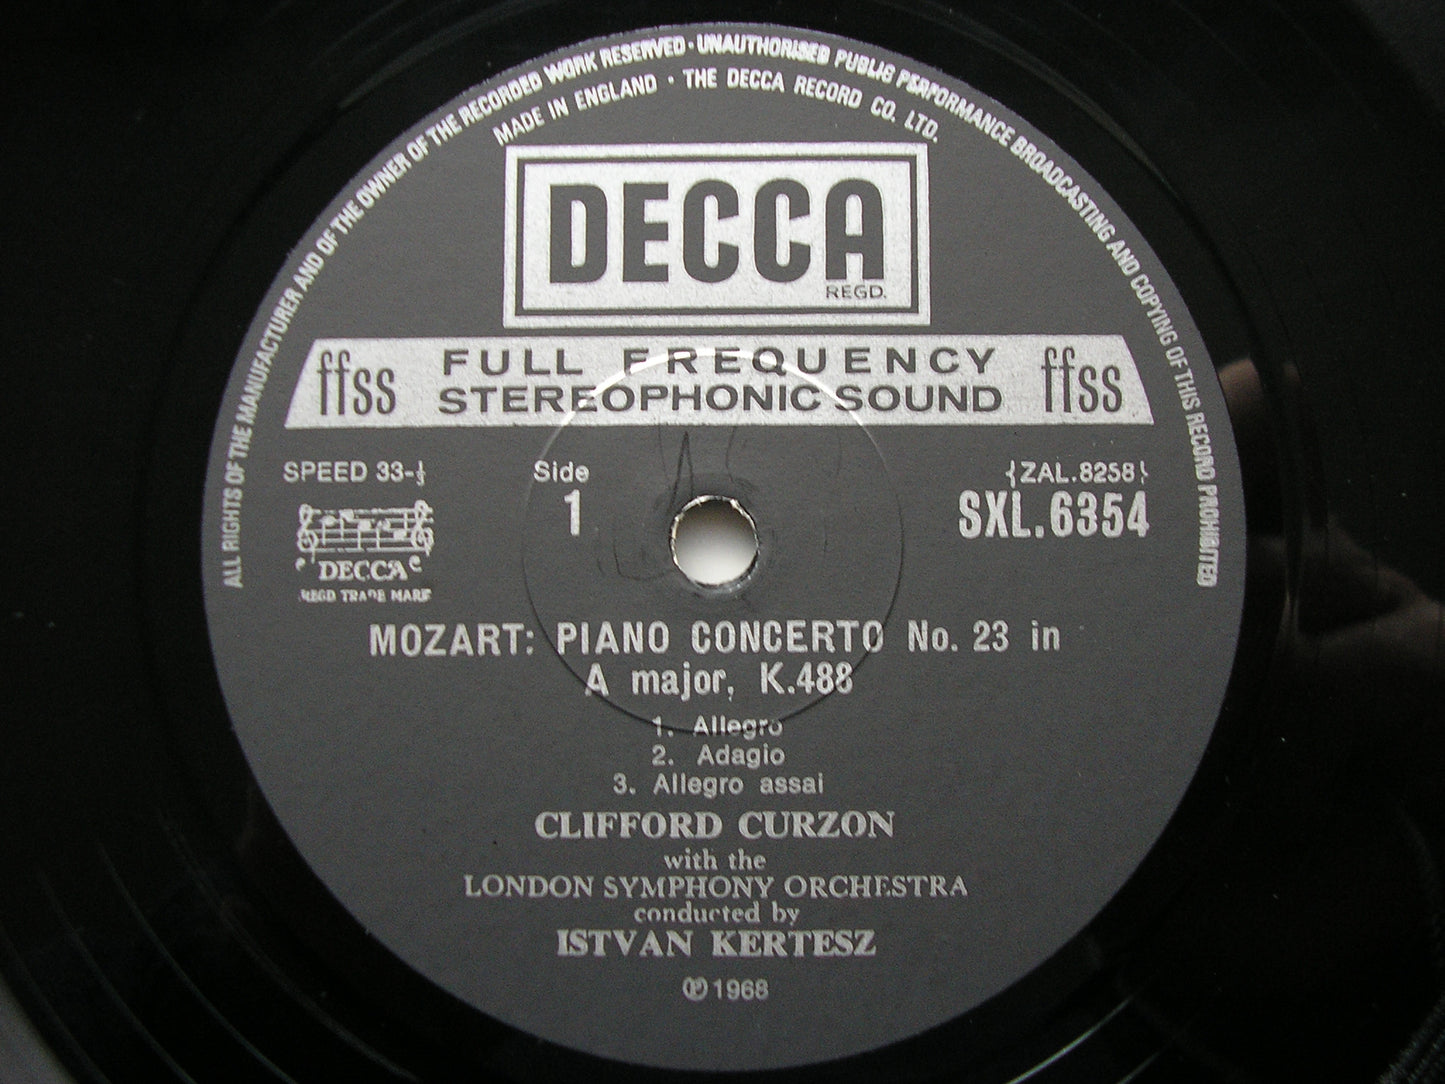 ALL RIGHTS OF THE MANUFACTURER AND OF THE OWNER OF THE RECORDED WORK RESERVED · UNAUTHORISED PUBLIC PERFORMANCE BROADCASTING AND COPYING OF THIS RECORD PROHIBITED
MADE IN ENGLAND · THE DECCA RECORD CO. LTD.
DECCA
REGD.
ffss FULL FREQUENCY STEREOPHONIC SOUND ffss
SPEED 33-⅓
Side
1
{ZAL.8258}
SXL.6354
DECCA
REGD TRADE MARK
MOZART: PIANO CONCERTO No. 23 in
A major, K.488
1. Allegro
2. Adagio
3. Allegro assai
CLIFFORD CURZON
with the
LONDON SYMPHONY ORCHESTRA
conducted by
ISTVAN KERTESZ
℗ 1968